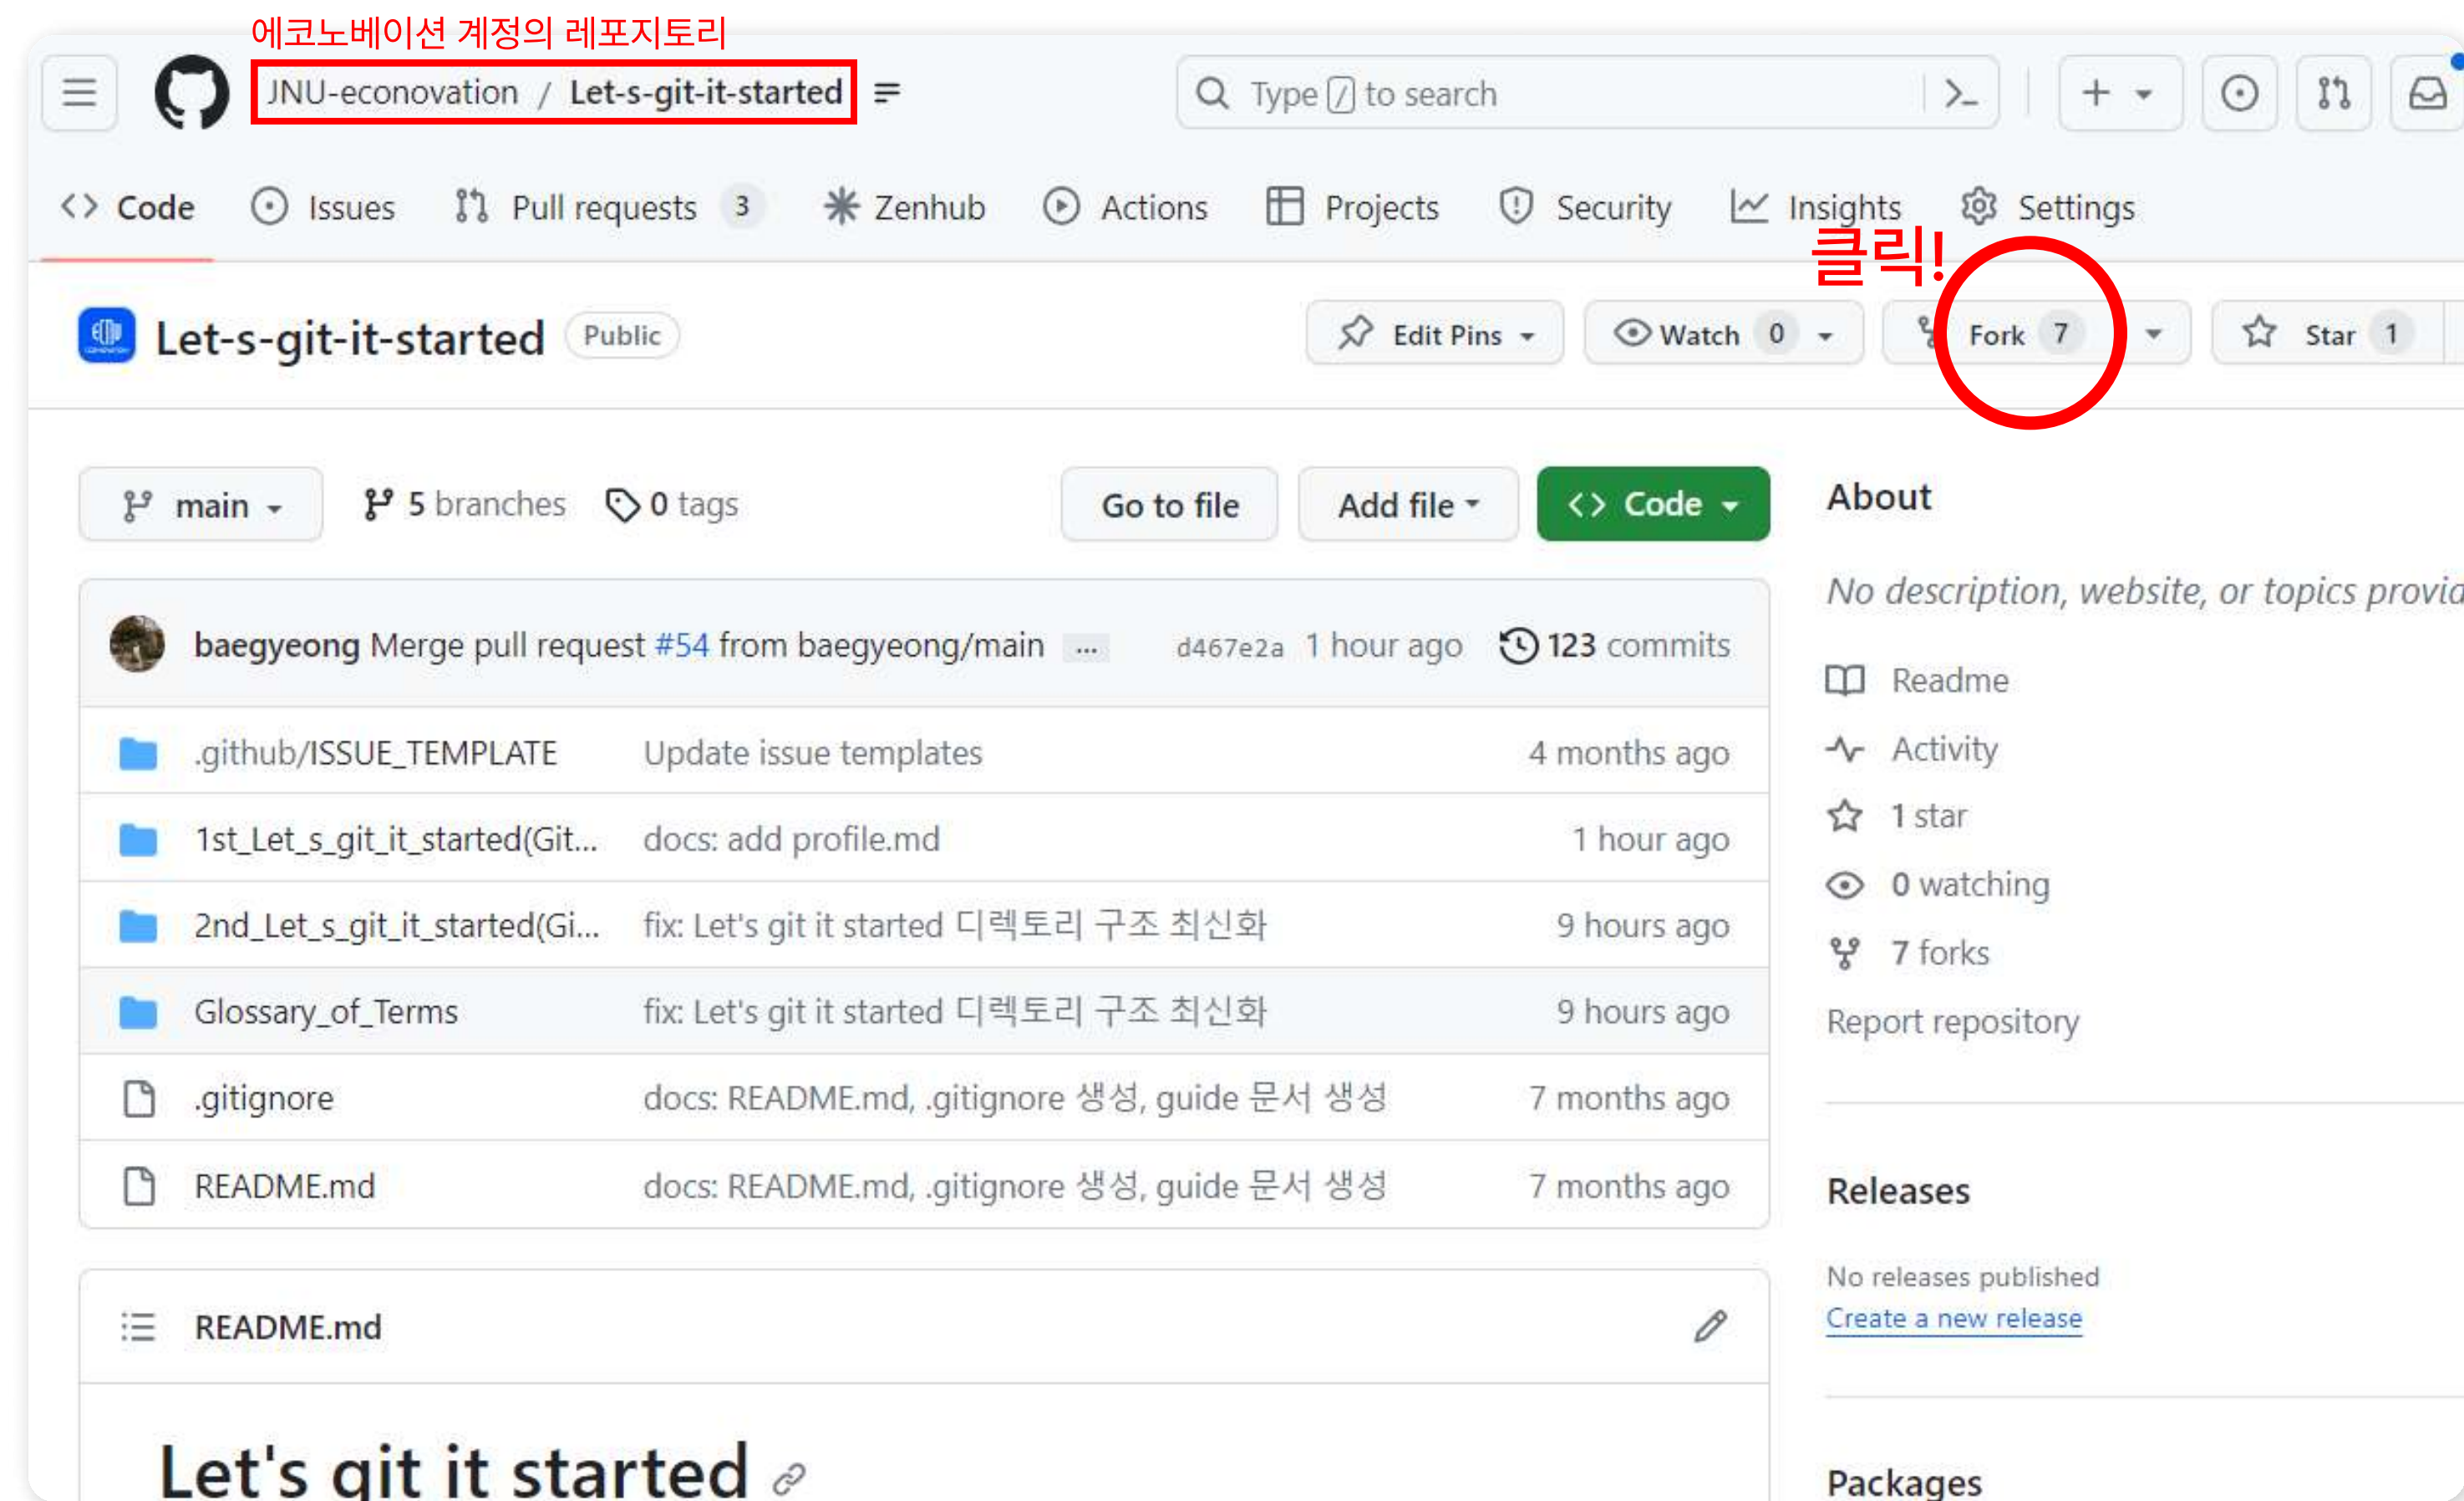 에코노베이션 계정의 레포지토리
JNU-econovation / Let-s-git-it-started
Type / to search
Code Issues Pull requests 3 Zenhub Actions Projects Security Insights Settings
클릭!
Let-s-git-it-started Public
Edit Pins Watch 0 Fork 7 Star 1
main 5 branches 0 tags Go to file Add file <> Code
baegyeong Merge pull request #54 from baegyeong/main ... d467e2a 1 hour ago 123 commits
.github/ISSUE_TEMPLATE Update issue templates 4 months ago
1st_Let_s_git_it_started(Git... docs: add profile.md 1 hour ago
2nd_Let_s_git_it_started(Gi... fix: Let's git it started 디렉토리 구조 최신화 9 hours ago
Glossary_of_Terms fix: Let's git it started 디렉토리 구조 최신화 9 hours ago
.gitignore docs: README.md, .gitignore 생성, guide 문서 생성 7 months ago
README.md docs: README.md, .gitignore 생성, guide 문서 생성 7 months ago
README.md
Let's git it started
About
No description, website, or topics provid
Readme
Activity
1 star
0 watching
7 forks
Report repository
Releases
No releases published
Create a new release
Packages